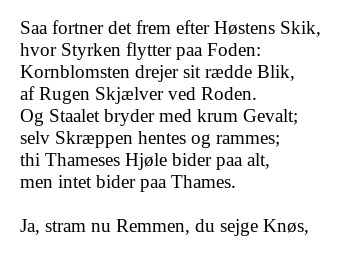 Saa fortner det frem efter Høstens Skik,
hvor Styrken flytter paa Foden:
Kornblomsten drejer sit rædde Blik,
af Rugen Skjælver ved Roden.
Og Staalet bryder med krum Gevalt;
selv Skræppen hentes og rammes;
thi Thameses Hjøle bider paa alt,
men intet bider paa Thames.

Ja, stram nu Remmen, du sejge Knøs,